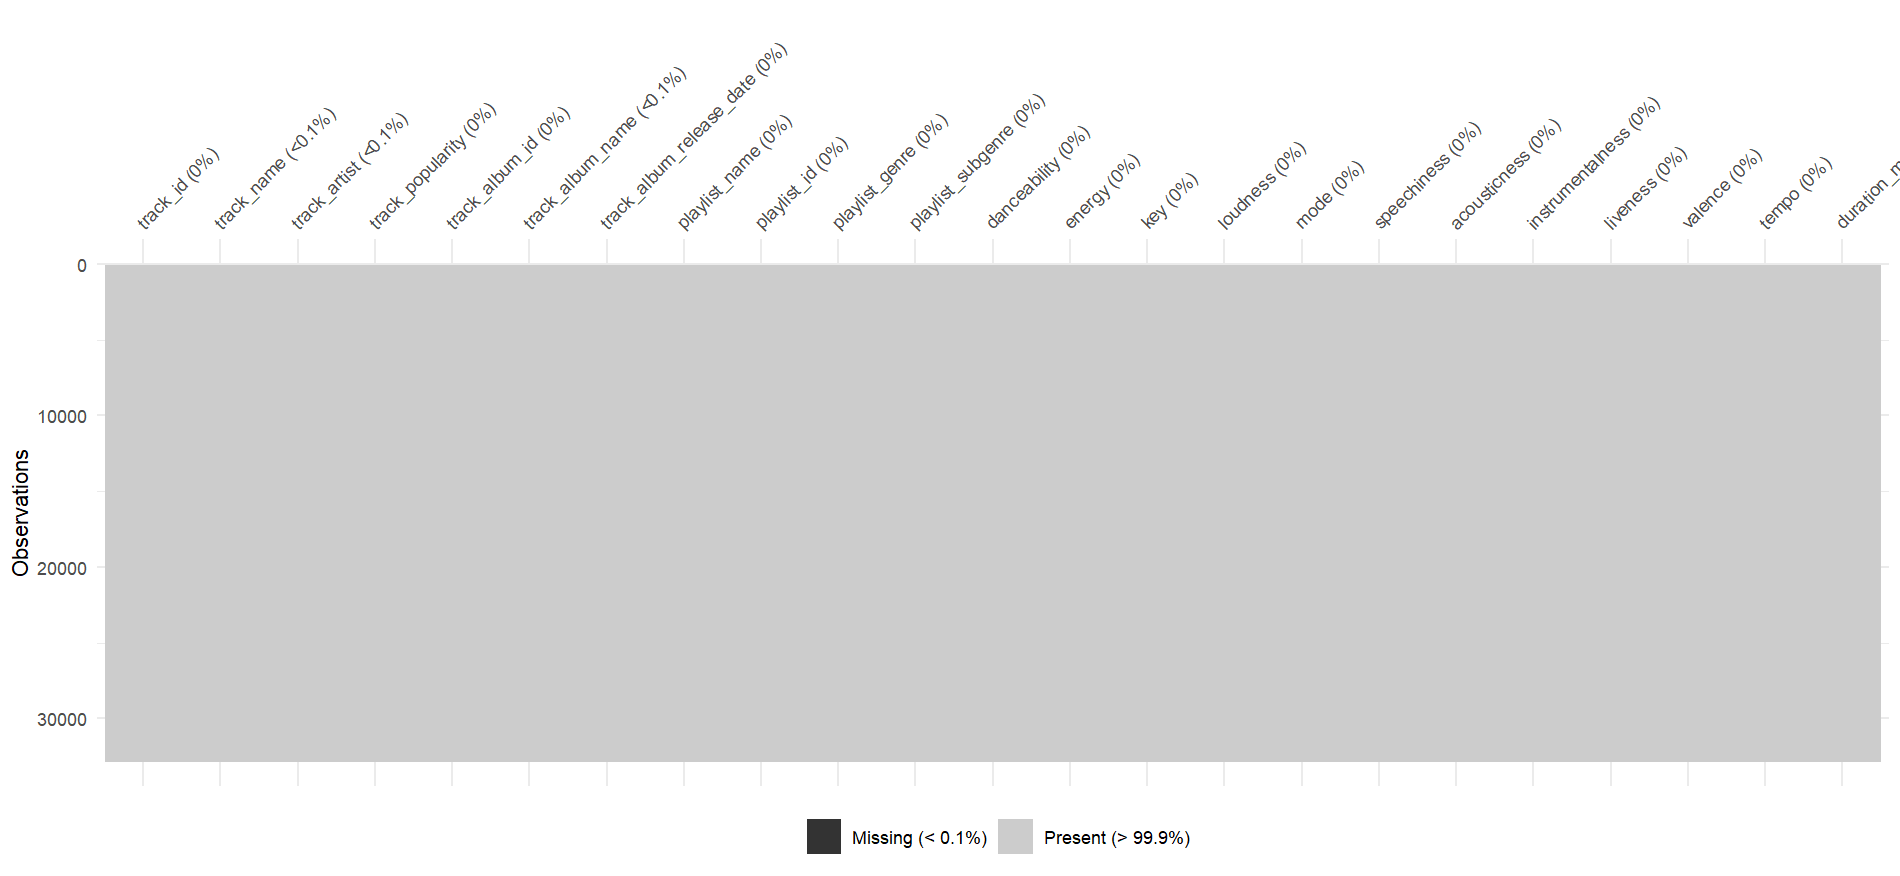 track_id (0%)
track_name (<0.1%)
track_artist (<0.1%)
track_popularity (0%)
track_album_id (0%)
track_album_name (<0.1%)
track_album_release_date (0%)
playlist_name (0%)
playlist_id (0%)
playlist_genre (0%)
playlist_subgenre (0%)
danceability (0%)
energy (0%)
key (0%)
loudness (0%)
mode (0%)
speechiness (0%)
acousticness (0%)
instrumentalness (0%)
liveness (0%)
valence (0%)
tempo (0%)
duration_m
0
10000
20000
30000
Observations
Missing (< 0.1%)
Present (> 99.9%)